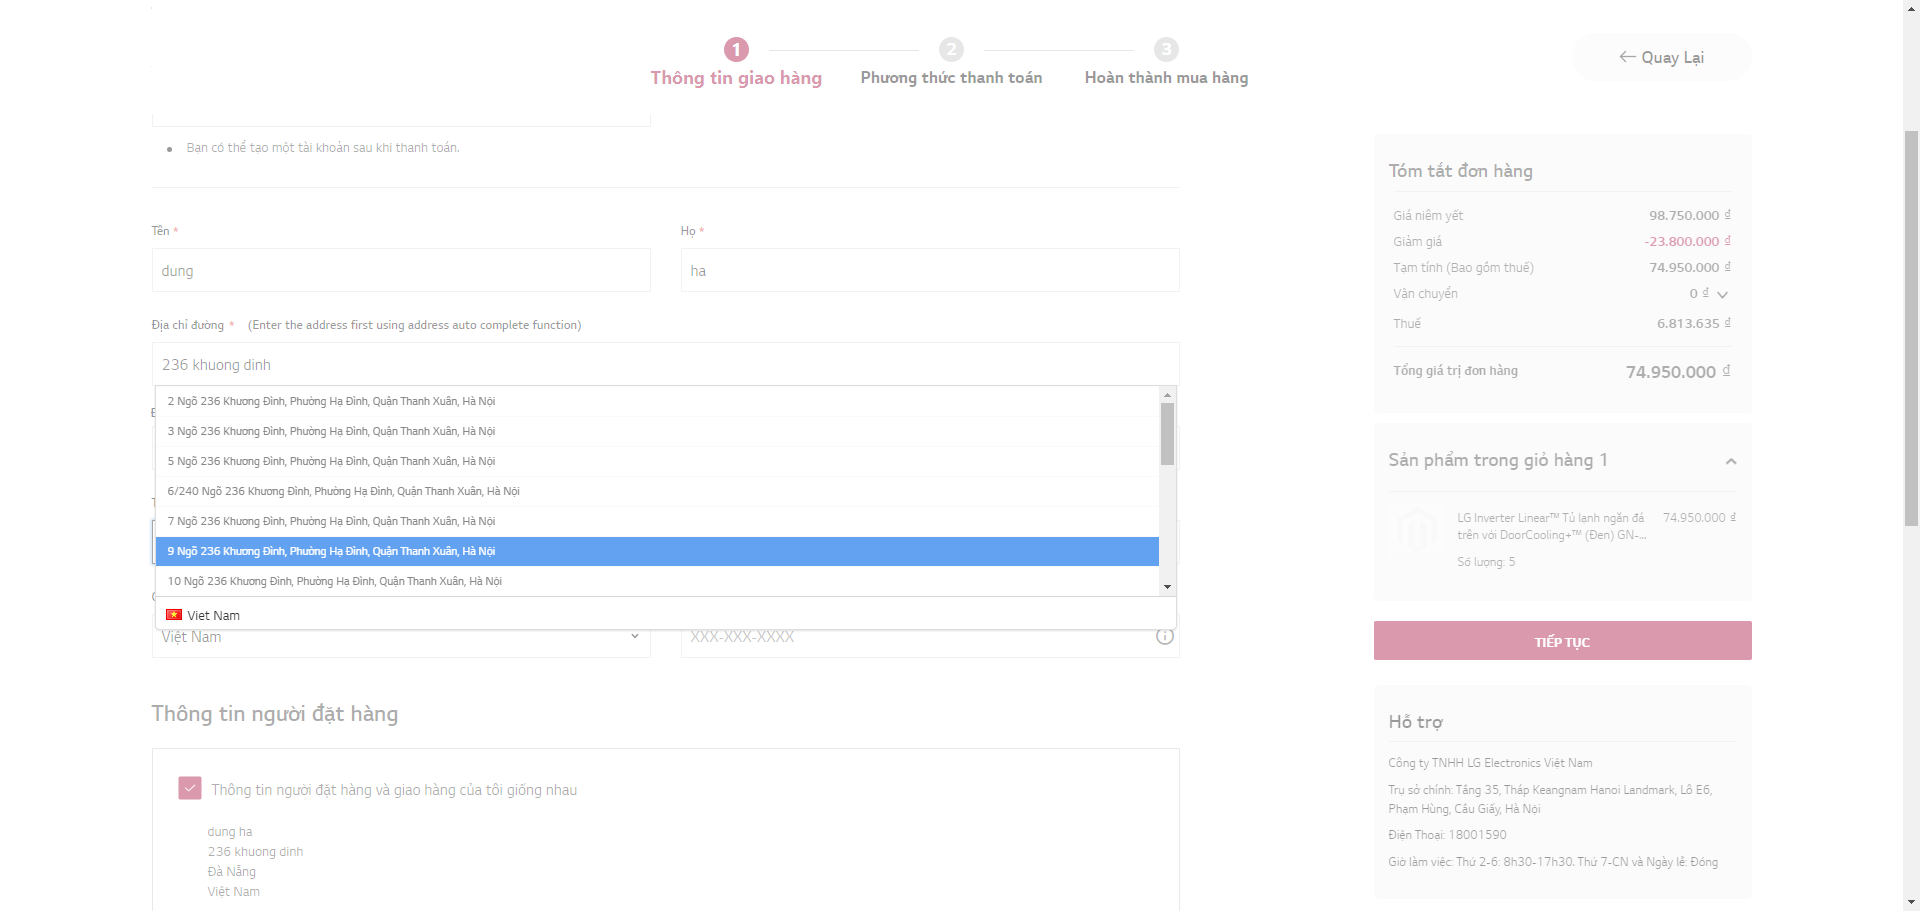 1
2
3
Thông tin giao hàng
Phương thức thanh toán
Hoàn thành mua hàng
Quay Lại
Bạn có thể tạo một tài khoản sau khi thanh toán.
Tên *
Họ *
dung
ha
Địa chỉ đường * (Enter the address first using address auto complete function)
236 khuong dinh
2 Ngõ 236 Khương Đình, Phường Hạ Đình, Quận Thanh Xuân, Hà Nội
3 Ngõ 236 Khương Đình, Phường Hạ Đình, Quận Thanh Xuân, Hà Nội
5 Ngõ 236 Khương Đình, Phường Hạ Đình, Quận Thanh Xuân, Hà Nội
6/240 Ngõ 236 Khương Đình, Phường Hạ Đình, Quận Thanh Xuân, Hà Nội
7 Ngõ 236 Khương Đình, Phường Hạ Đình, Quận Thanh Xuân, Hà Nội
9 Ngõ 236 Khương Đình, Phường Hạ Đình, Quận Thanh Xuân, Hà Nội
10 Ngõ 236 Khương Đình, Phường Hạ Đình, Quận Thanh Xuân, Hà Nội
Viet Nam
Việt Nam
XXX-XXX-XXXX
Thông tin người đặt hàng
Thông tin người đặt hàng và giao hàng của tôi giống nhau
dung ha
236 khuong dinh
Đà Nẵng
Việt Nam
Tóm tắt đơn hàng
Giá niêm yết 98.750.000 ₫
Giảm giá -23.800.000 ₫
Tạm tính (Bao gồm thuế) 74.950.000 ₫
Vận chuyển 0 ₫
Thuế 6.813.635 ₫
Tổng giá trị đơn hàng 74.950.000 ₫
Sản phẩm trong giỏ hàng 1
LG Inverter Linear™ Tủ lạnh ngăn đá 74.950.000 ₫
trên với DoorCooling+™ (Đen) GN-...
Số lượng: 5
TIẾP TỤC
Hỗ trợ
Công ty TNHH LG Electronics Việt Nam
Trụ sở chính: Tầng 35, Tháp Keangnam Hanoi Landmark, Lô E6,
Phạm Hùng, Cầu Giấy, Hà Nội
Điện Thoại: 18001590
Giờ làm việc: Thứ 2-6: 8h30-17h30. Thứ 7-CN và Ngày lễ: Đóng